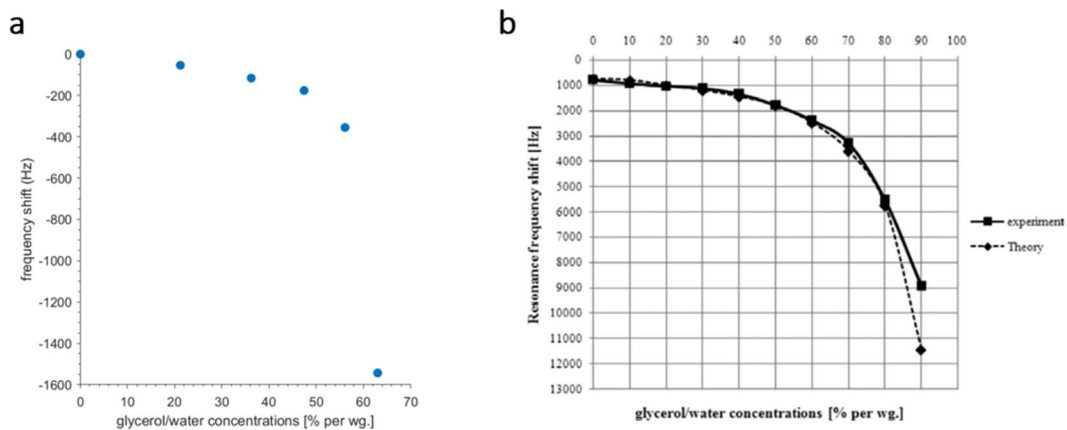 a
0
-200
-400
-600
-800
-1000
-1200
-1400
-1600
frequency shift (Hz)
0 10 20 30 40 50 60 70
glycerol/water concentrations [% per wg.]
b
0 10 20 30 40 50 60 70 80 90 100
0
1000
2000
3000
4000
5000
6000
7000
8000
9000
10000
11000
12000
13000
Resonance frequency shift [Hz]
experiment
Theory
glycerol/water concentrations [% per wg.]